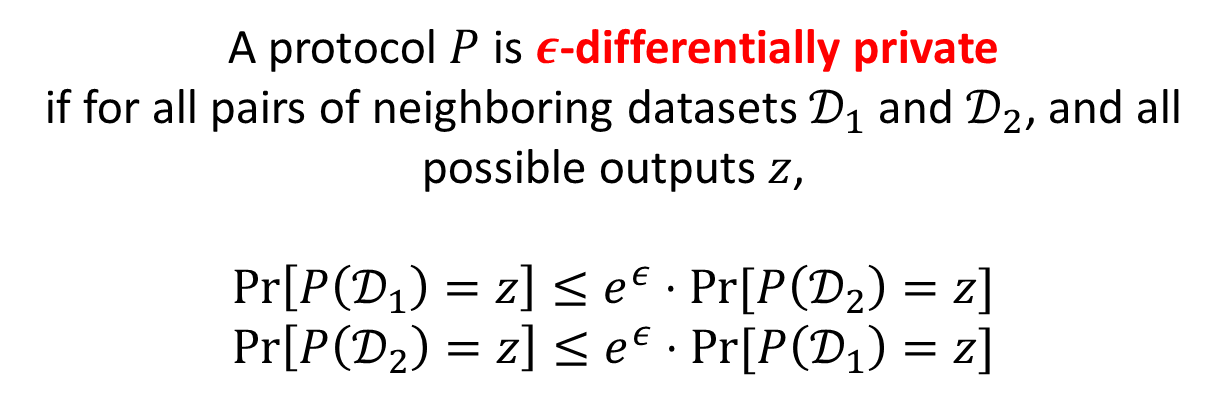 A protocol 𝑃 is 𝝐-differentially private
if for all pairs of neighboring datasets 𝒟₁ and 𝒟₂, and all
possible outputs 𝑧,
Pr[𝑃(𝒟₁) = 𝑧] ≤ 𝑒^𝜖 ⋅ Pr[𝑃(𝒟₂) = 𝑧]
Pr[𝑃(𝒟₂) = 𝑧] ≤ 𝑒^𝜖 ⋅ Pr[𝑃(𝒟₁) = 𝑧]